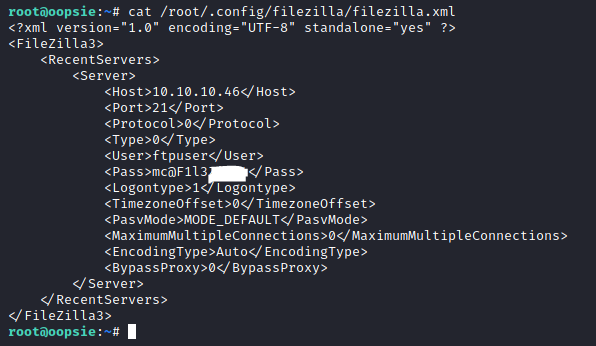 root@oopsie:~# cat /root/.config/filezilla/filezilla.xml
<?xml version="1.0" encoding="UTF-8" standalone="yes" ?>
<FileZilla3>
    <RecentServers>
        <Server>
            <Host>10.10.10.46</Host>
            <Port>21</Port>
            <Protocol>0</Protocol>
            <Type>0</Type>
            <User>ftpuser</User>
            <Pass>mc@F1l3</Pass>
            <Logontype>1</Logontype>
            <TimezoneOffset>0</TimezoneOffset>
            <PasvMode>MODE_DEFAULT</PasvMode>
            <MaximumMultipleConnections>0</MaximumMultipleConnections>
            <EncodingType>Auto</EncodingType>
            <BypassProxy>0</BypassProxy>
        </Server>
    </RecentServers>
</FileZilla3>
root@oopsie:~#